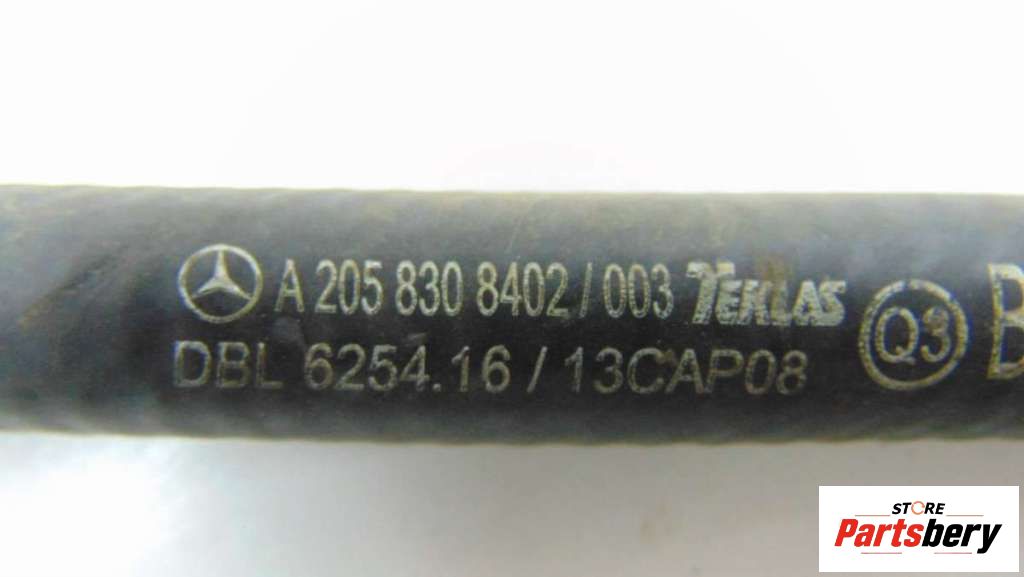 A 205 830 8402 / 003 TEKLAS
DBL 6254.16 / 13CAP08
Q3
B
STORE
Partsbery